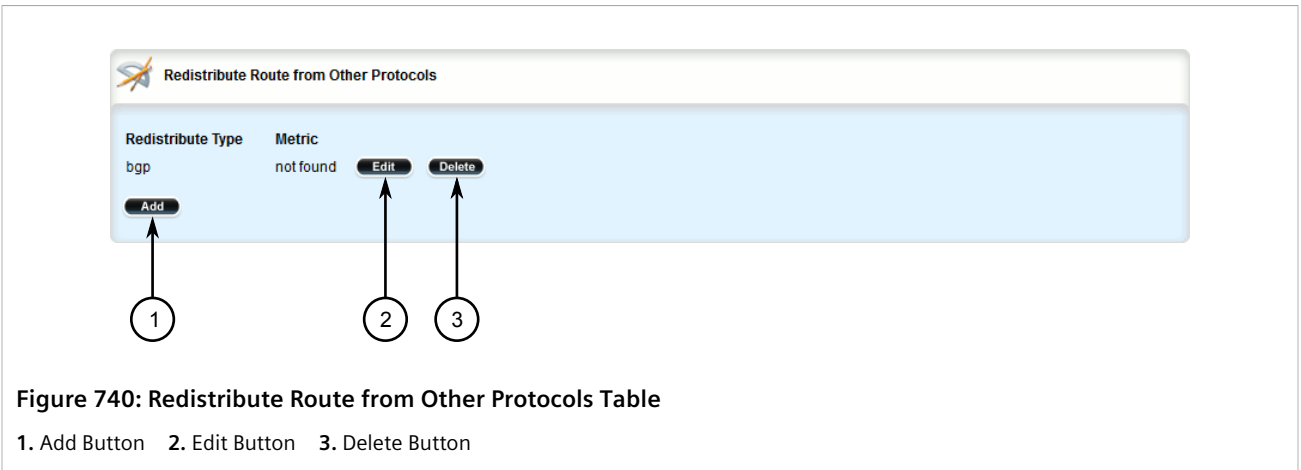 Redistribute Route from Other Protocols
Redistribute Type Metric
bgp not found Edit Delete
Add
1 2 3
Figure 740: Redistribute Route from Other Protocols Table
1. Add Button 2. Edit Button 3. Delete Button